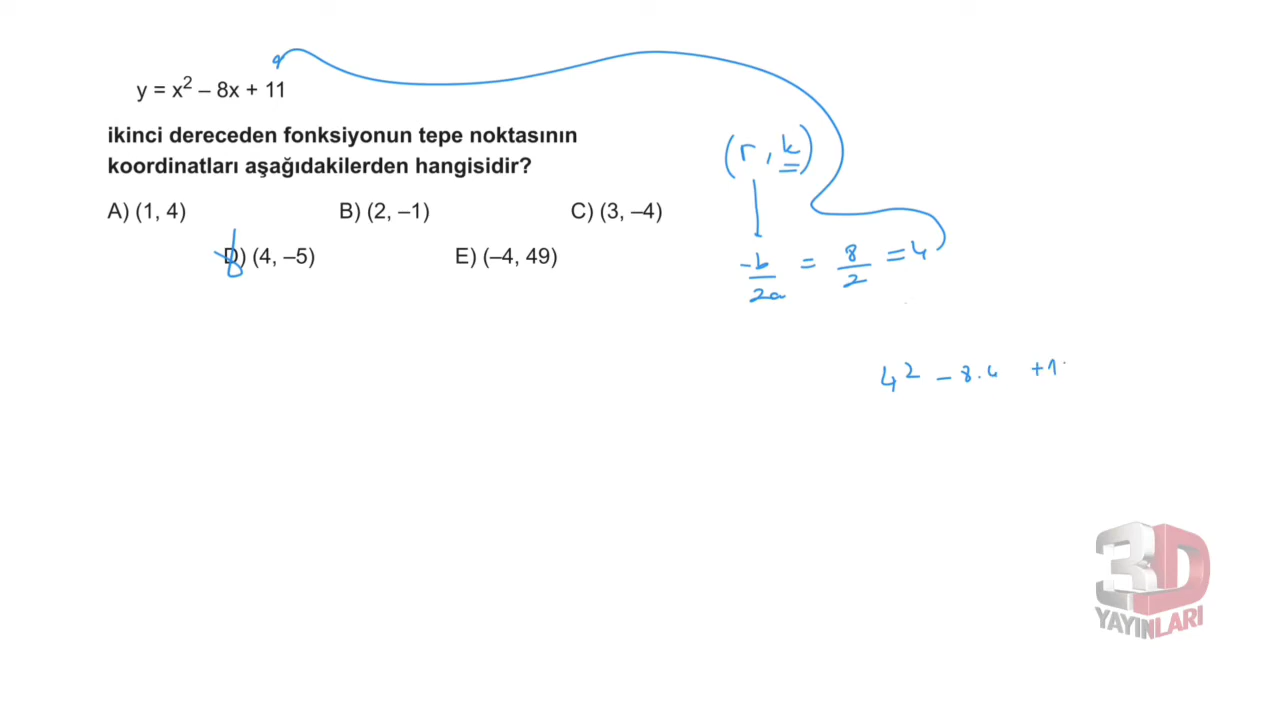 y = x² – 8x + 11
ikinci dereceden fonksiyonun tepe noktasının
koordinatları aşağıdakilerden hangisidir?
A) (1, 4) B) (2, –1) C) (3, –4)
D) (4, –5) E) (–4, 49)
(r, k)
-b/2a = 8/2 = 4
4² - 8.4 +1
3D
YAYINLARI